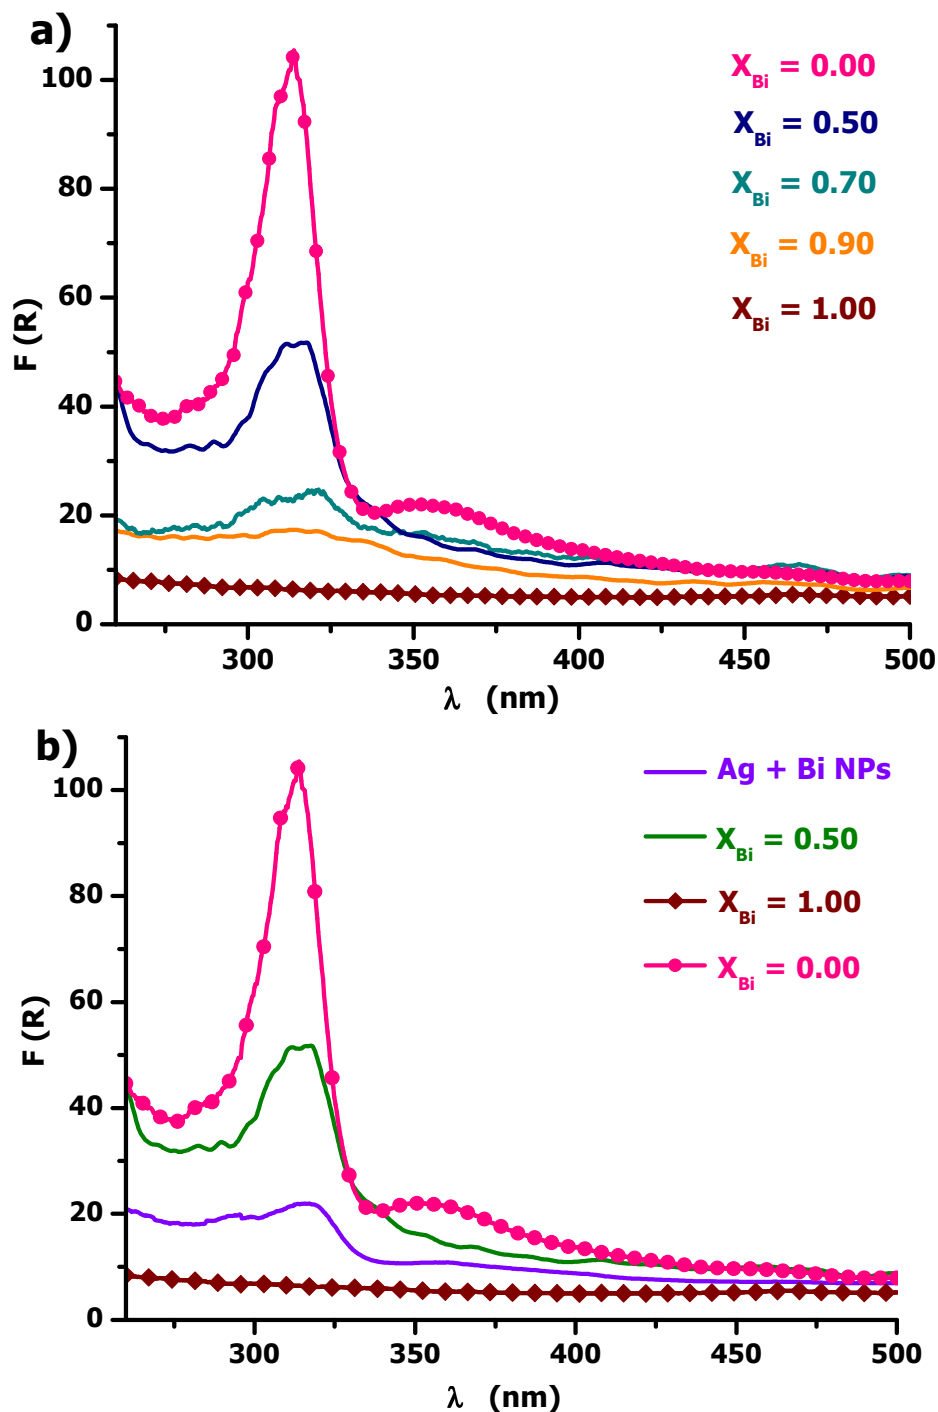 a)
X_Bi = 0.00
X_Bi = 0.50
X_Bi = 0.70
X_Bi = 0.90
X_Bi = 1.00
F (R)
100
80
60
40
20
0
300 350 400 450 500
λ (nm)
b)
Ag + Bi NPs
X_Bi = 0.50
X_Bi = 1.00
X_Bi = 0.00
F (R)
100
80
60
40
20
0
300 350 400 450 500
λ (nm)